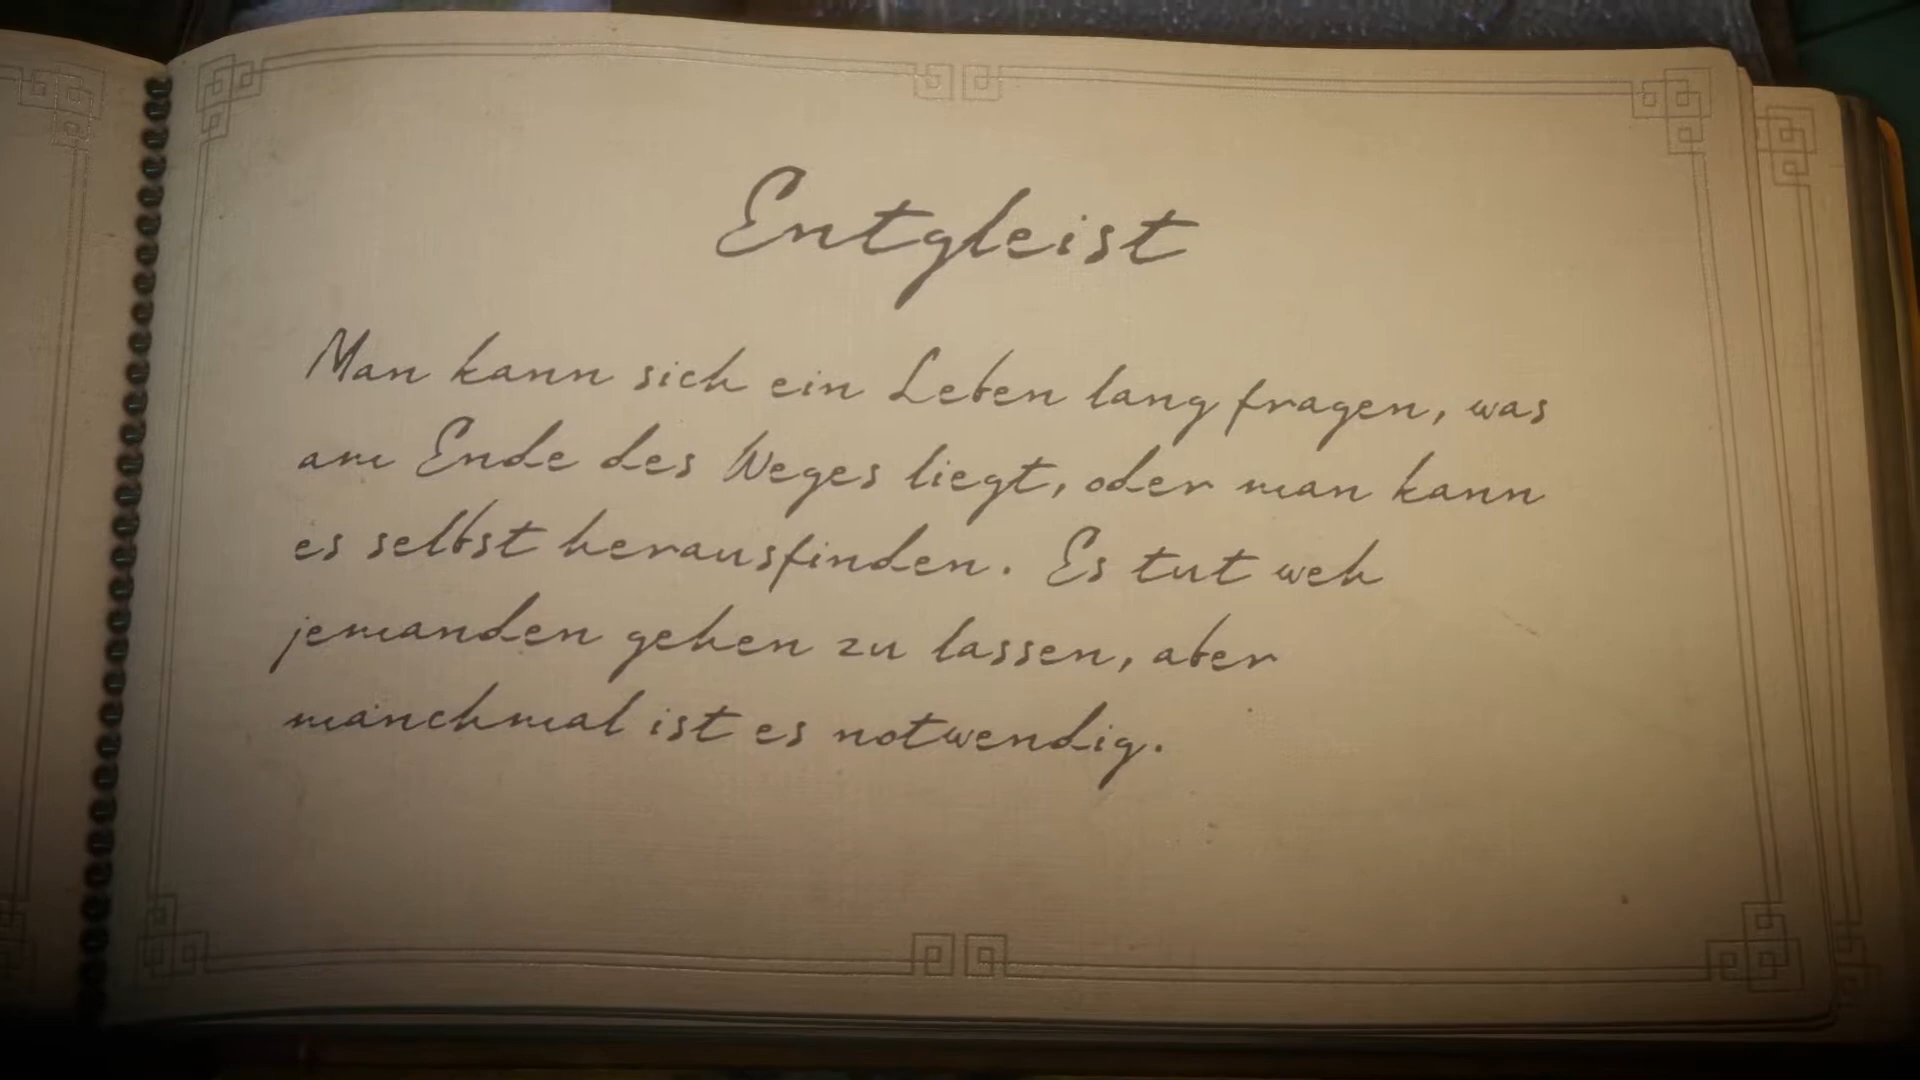 Entgleist
Man kann sich ein Leben lang fragen, was
am Ende des Weges liegt, oder man kann
es selbst herausfinden. Es tut weh
jemanden gehen zu lassen, aber
manchmal ist es notwendig.